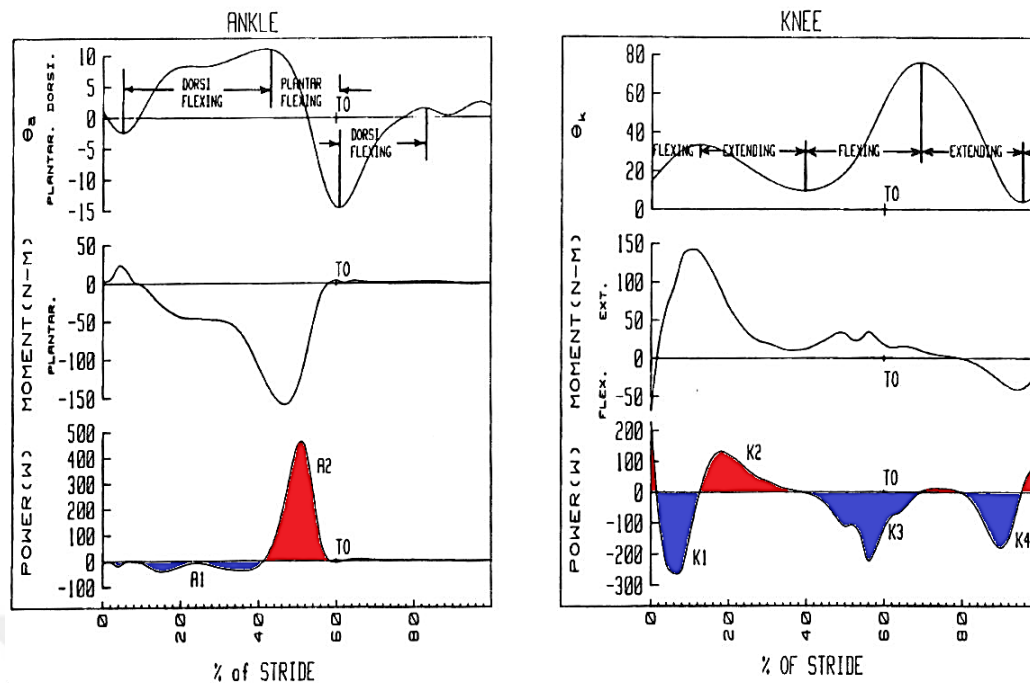 ANKLE
Θa
PLANTAR. DORSI.
10
5
0
-5
-10
-15
DORSI
FLEXING
PLANTAR
FLEXING
TO
DORSI
FLEXING
MOMENT(N-M)
PLANTAR.
50
0
-50
-100
-150
TO
POWER(W)
500
400
300
200
100
0
-100
A1
A2
TO
0
20
40
60
80
% of STRIDE
KNEE
Θk
80
60
40
20
0
FLEXING
EXTENDING
FLEXING
EXTENDING
TO
MOMENT(N-M)
FLEX. EXT.
150
100
50
0
-50
TO
POWER(W)
200
100
0
-100
-200
-300
K1
K2
K3
K4
TO
0
20
40
60
80
% OF STRIDE